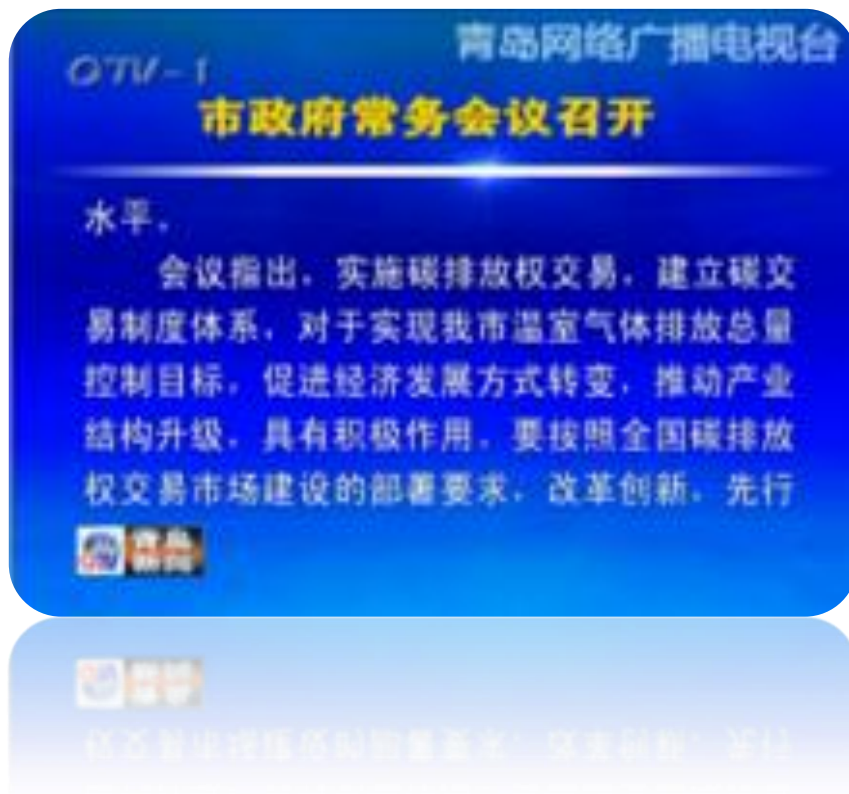 青岛网络广播电视台
QTV-1
市政府常务会议召开
水平。
会议指出，实施碳排放权交易，建立碳交
易制度体系，对于实现我市温室气体排放总量
控制目标，促进经济发展方式转变，推动产业
结构升级，具有积极作用。要按照全国碳排放
权交易市场建设的部署要求，改革创新，先行
青岛
新闻